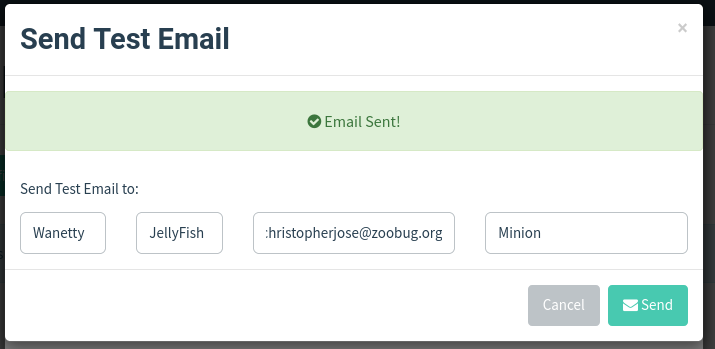 Send Test Email
×
Email Sent!
Send Test Email to:
Wanetty JellyFish :hristopherjose@zoobug.org Minion
Cancel Send